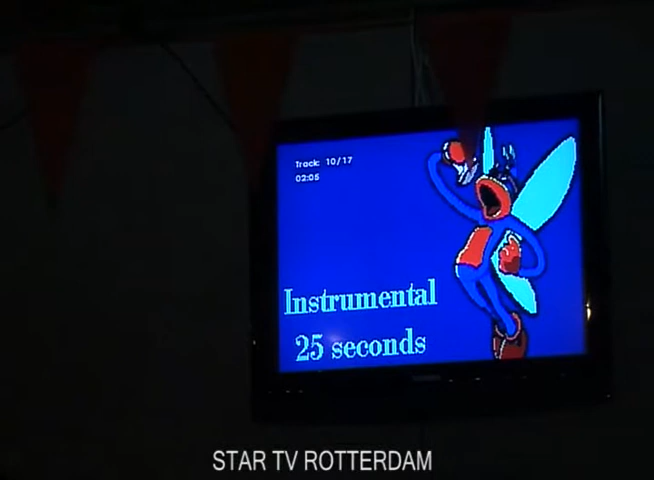 Track: 10/17
02:05
Instrumental
25 seconds
STAR TV ROTTERDAM